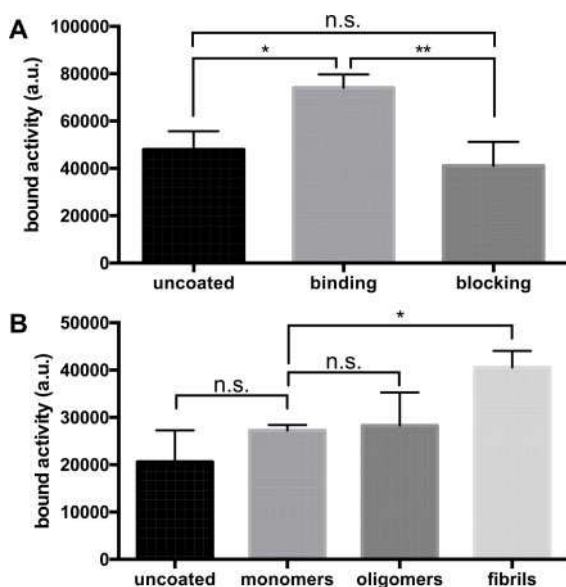 A
n.s.
*
**
100000
80000
60000
40000
20000
0
bound activity (a.u.)
uncoated binding blocking
B
*
n.s.
n.s.
50000
40000
30000
20000
10000
0
bound activity (a.u.)
uncoated monomers oligomers fibrils